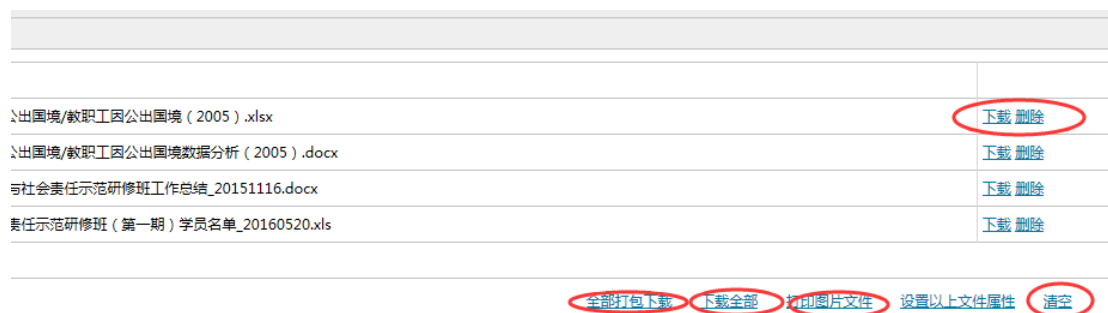 公出国境/教职工因公出国境（2005）.xlsx 下载 删除
公出国境/教职工因公出国境数据分析（2005）.docx 下载 删除
与社会责任示范研修班工作总结_20151116.docx 下载 删除
责任示范研修班（第一期）学员名单_20160520.xls 下载 删除
全部打包下载 下载全部 打印图片文件 设置以上文件属性 清空